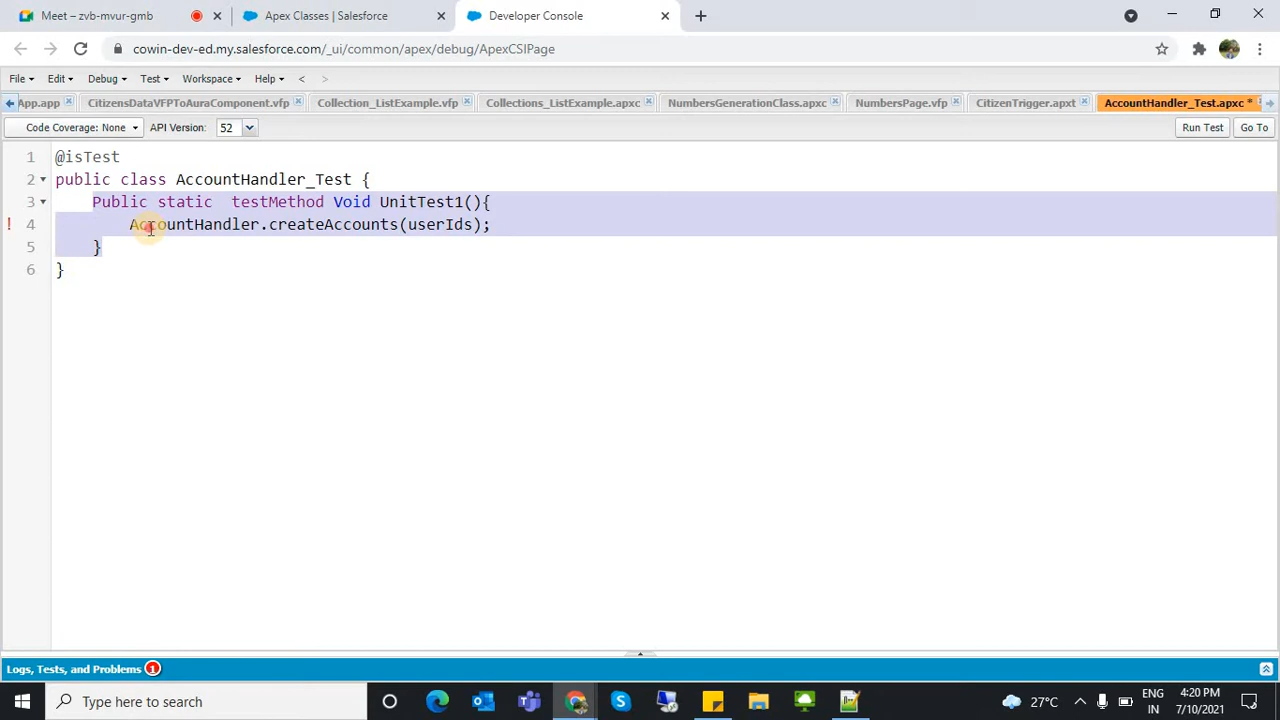 Meet – zvb-mvur-gmb
Apex Classes | Salesforce
Developer Console
cowin-dev-ed.my.salesforce.com/_ui/common/apex/debug/ApexCSIPage
File Edit Debug Test Workspace Help < >
App.app CitizensDataVFPToAuraComponent.vfp Collection_ListExample.vfp Collections_ListExample.apxc NumbersGenerationClass.apxc NumbersPage.vfp CitizenTrigger.apxt AccountHandler_Test.apxc *
Code Coverage: None API Version: 52 Run Test Go To
1 @isTest
2 public class AccountHandler_Test {
3 Public static testMethod Void UnitTest1(){
! 4 AccountHandler.createAccounts(userIds);
5 }
6 }
Logs, Tests, and Problems 1
Type here to search
27°C
ENG
IN
4:20 PM
7/10/2021